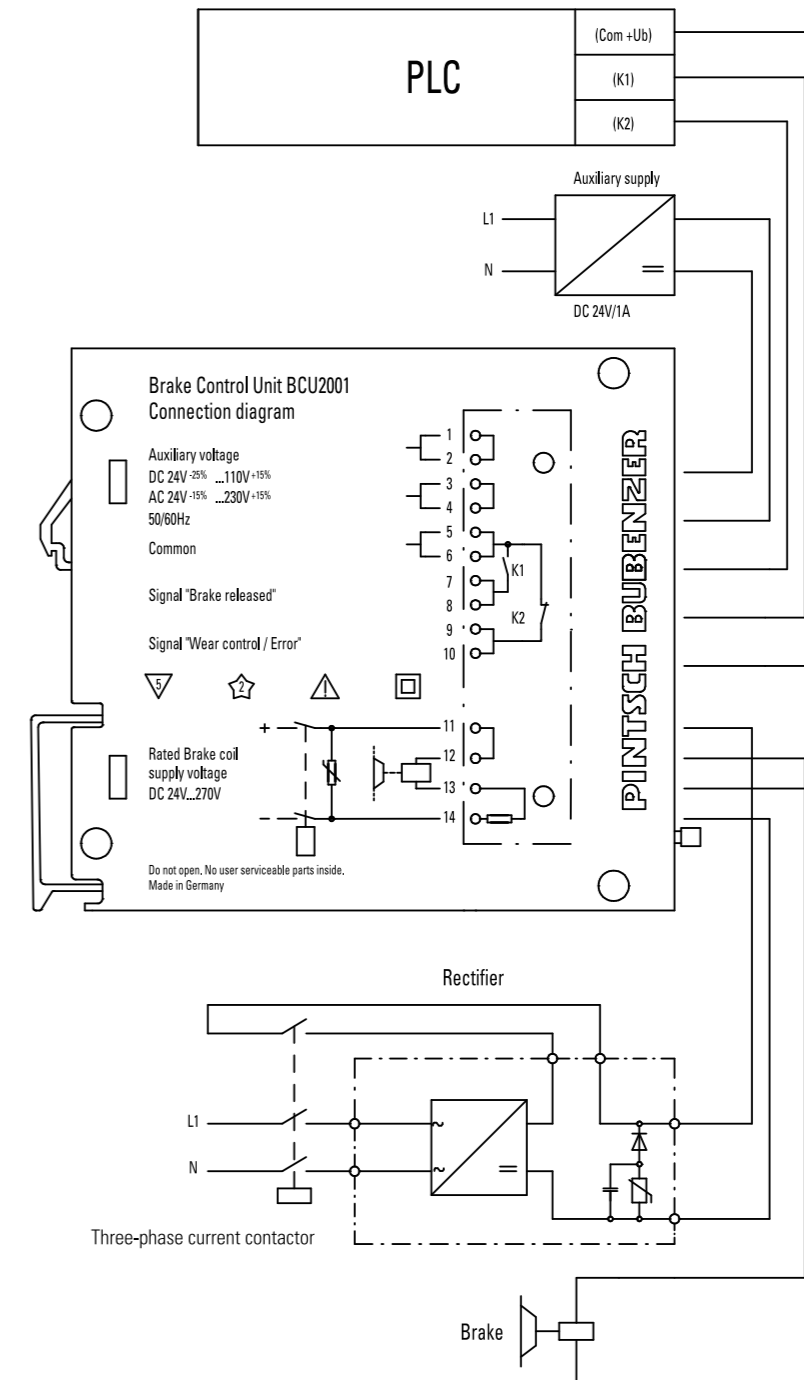 PLC
(Com +Ub)
(K1)
(K2)
Auxiliary supply
L1
N
DC 24V/1A
Brake Control Unit BCU2001
Connection diagram
Auxiliary voltage
DC 24V -25% ...110V +15%
AC 24V -15% ...230V +15%
50/60Hz
Common
Signal "Brake released"
Signal "Wear control / Error"
1
2
3
4
5
6
7
8
9
10
K1
K2
5
2
!
+
11
12
13
14
-
Rated Brake coil
supply voltage
DC 24V...270V
Do not open. No user serviceable parts inside.
Made in Germany
PINTSCH BUBENZER
Rectifier
L1
N
~
~
Three-phase current contactor
Brake